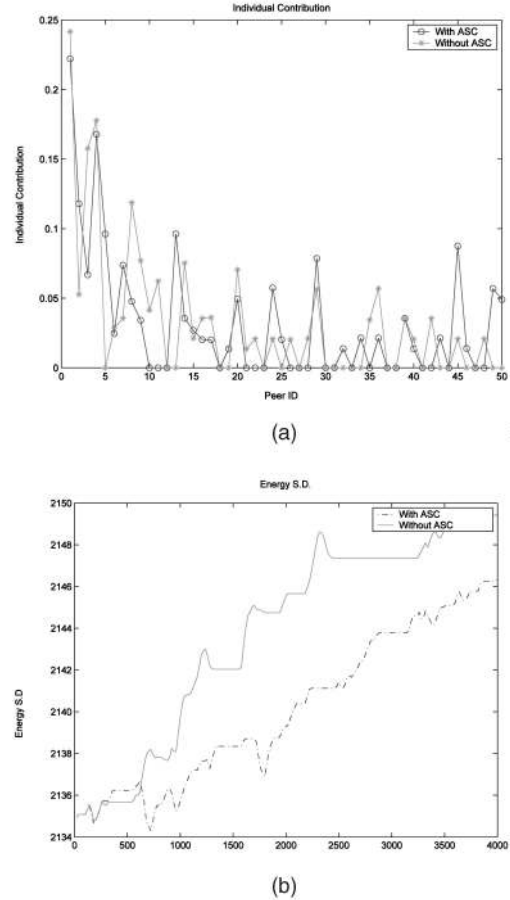 Individual Contribution
0.25
0.2
0.15
0.1
0.05
0
With ASC
Without ASC
Individual Contribution
0 5 10 15 20 25 30 35 40 45 50
Peer ID
(a)
Energy S.D.
2150
2148
2146
2144
2142
2140
2138
2136
2134
With ASC
Without ASC
Energy S.D
0 500 1000 1500 2000 2500 3000 3500 4000
(b)